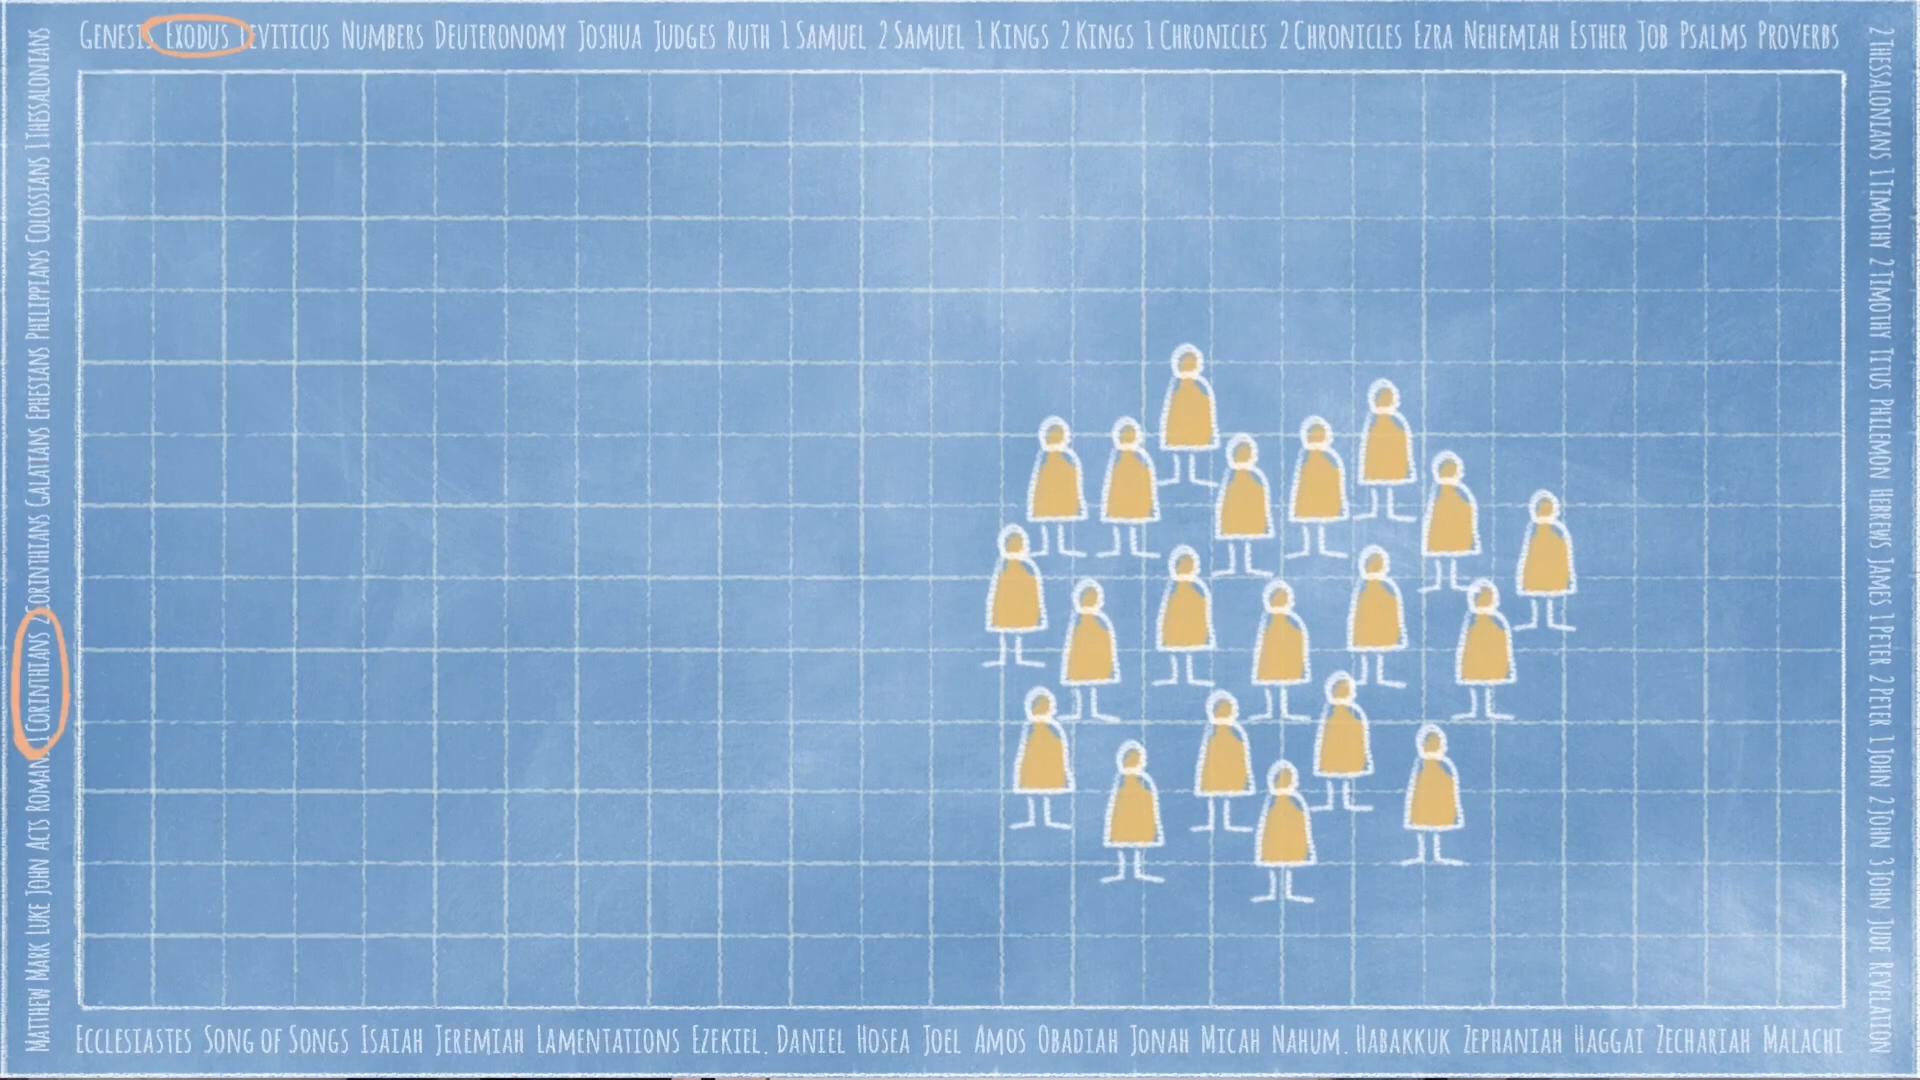 Genesis Exodus Leviticus Numbers Deuteronomy Joshua Judges Ruth 1 Samuel 2 Samuel 1 Kings 2 Kings 1 Chronicles 2 Chronicles Ezra Nehemiah Esther Job Psalms Proverbs
Ecclesiastes Song of Songs Isaiah Jeremiah Lamentations Ezekiel. Daniel Hosea Joel Amos Obadiah Jonah Micah Nahum. Habakkuk Zephaniah Haggai Zechariah Malachi
Matthew Mark Luke John Acts Romans 1 Corinthians 2 Corinthians Galatians Ephesians Philippians Colossians 1 Thessalonians
2 Thessalonians 1 Timothy 2 Timothy Titus Philemon Hebrews James 1 Peter 2 Peter 1 John 2 John 3 John Jude Revelation